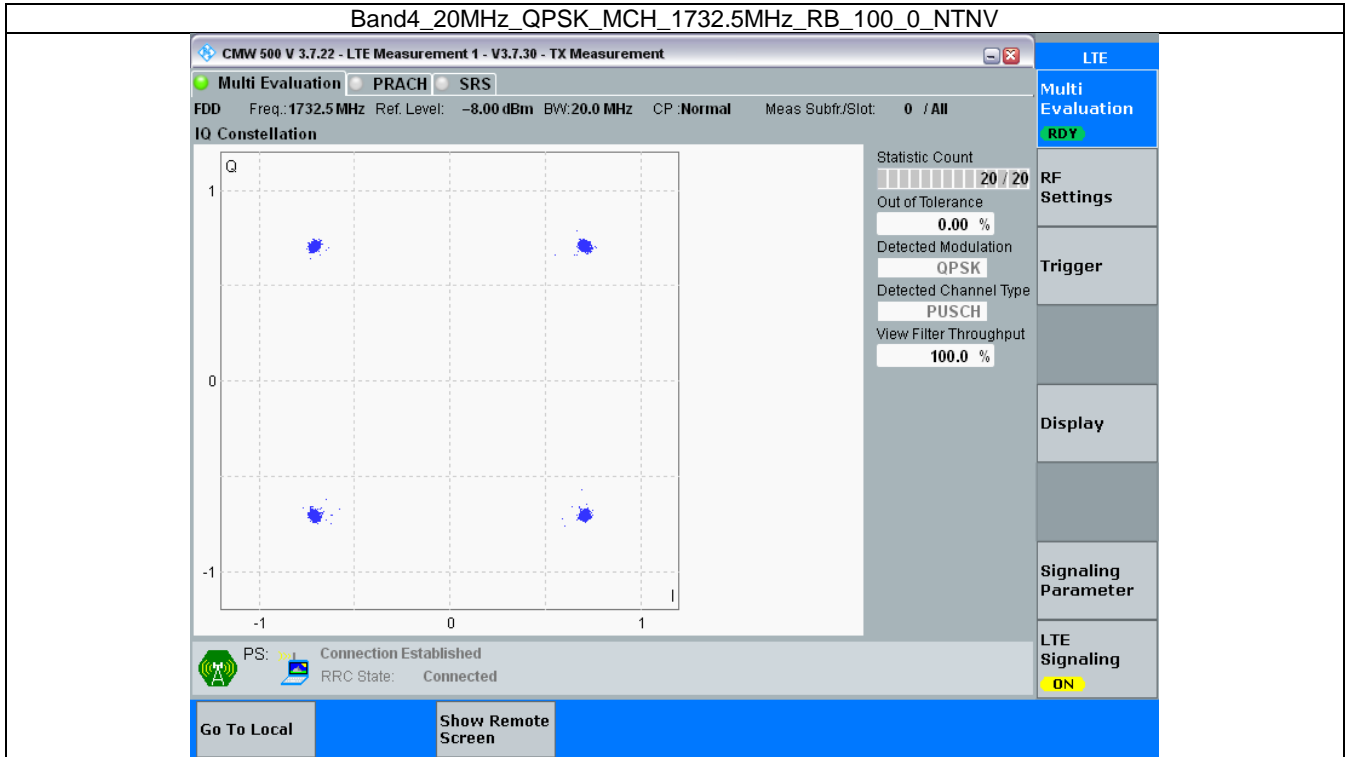 Band4_20MHz_QPSK_MCH_1732.5MHz_RB_100_0_NTNV
CMW 500 V 3.7.22 - LTE Measurement 1 - V3.7.30 - TX Measurement
LTE
Multi Evaluation PRACH SRS
Multi
Evaluation
RDY
FDD Freq.: 1732.5 MHz Ref. Level: -8.00 dBm BW: 20.0 MHz CP :Normal Meas Subfr./Slot: 0 / All
IQ Constellation
Q
1
0
-1
-1 0 1
I
Statistic Count
20 / 20
Out of Tolerance
0.00 %
Detected Modulation
QPSK
Detected Channel Type
PUSCH
View Filter Throughput
100.0 %
RF
Settings
Trigger
Display
Signaling
Parameter
LTE
Signaling
ON
PS: Connection Established
RRC State: Connected
Go To Local
Show Remote
Screen